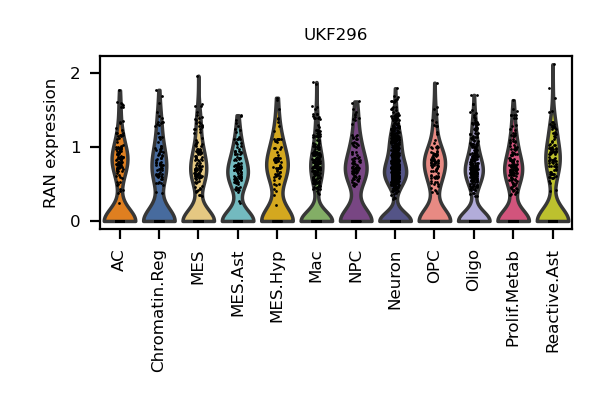 UKF296
RAN expression
2
1
0
AC
Chromatin.Reg
MES
MES.Ast
MES.Hyp
Mac
NPC
Neuron
OPC
Oligo
Prolif.Metab
Reactive.Ast